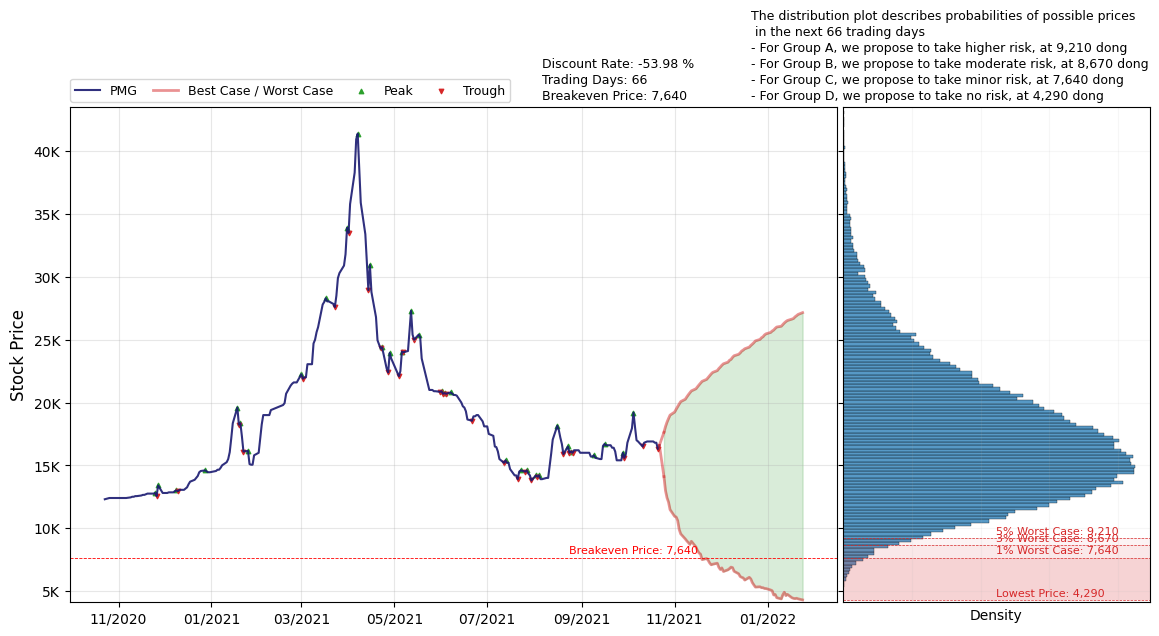 The distribution plot describes probabilities of possible prices
in the next 66 trading days
- For Group A, we propose to take higher risk, at 9,210 dong
- For Group B, we propose to take moderate risk, at 8,670 dong
- For Group C, we propose to take minor risk, at 7,640 dong
- For Group D, we propose to take no risk, at 4,290 dong
Discount Rate: -53.98 %
Trading Days: 66
Breakeven Price: 7,640
PMG
Best Case / Worst Case
Peak
Trough
Stock Price
40K
35K
30K
25K
20K
15K
10K
5K
Breakeven Price: 7,640
5% Worst Case: 9,210
3% Worst Case: 8,670
1% Worst Case: 7,640
Lowest Price: 4,290
11/2020
01/2021
03/2021
05/2021
07/2021
09/2021
11/2021
01/2022
Density